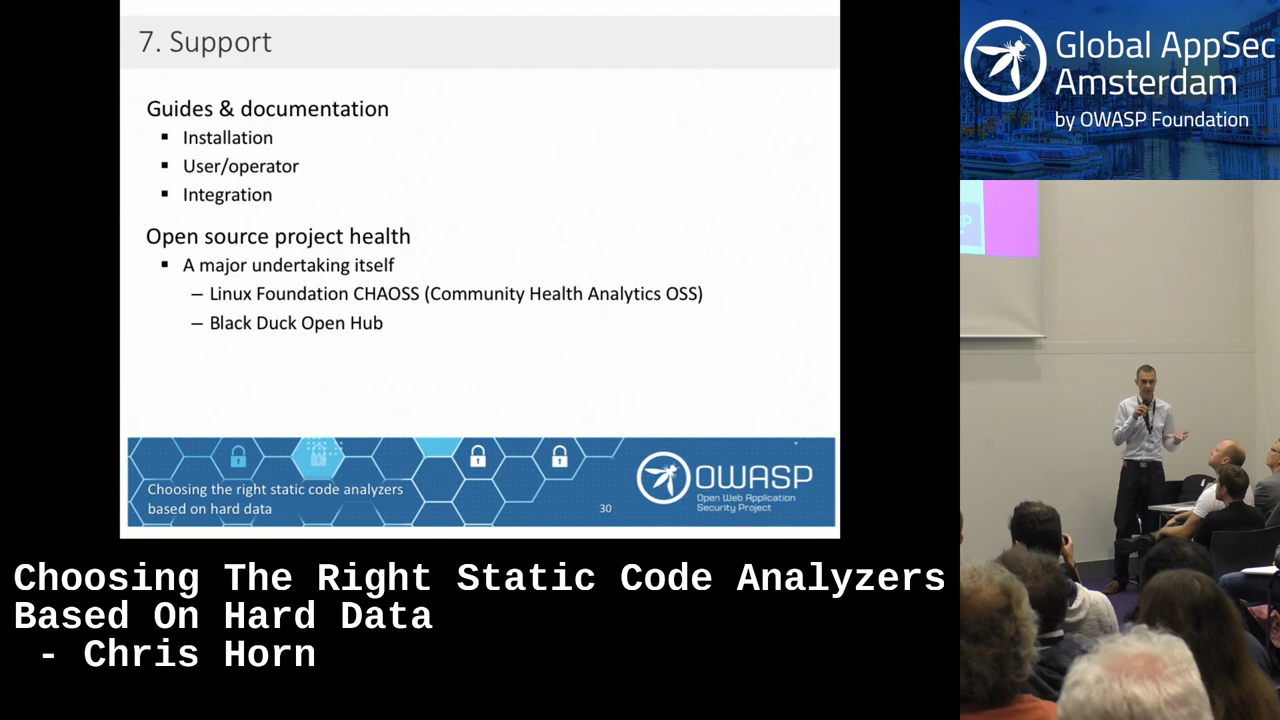 7. Support
Guides & documentation
▪ Installation
▪ User/operator
▪ Integration
Open source project health
▪ A major undertaking itself
– Linux Foundation CHAOSS (Community Health Analytics OSS)
– Black Duck Open Hub
Choosing the right static code analyzers
based on hard data
30
OWASP
Open Web Application
Security Project
Global AppSec
Amsterdam
by OWASP Foundation
Choosing The Right Static Code Analyzers
Based On Hard Data
- Chris Horn